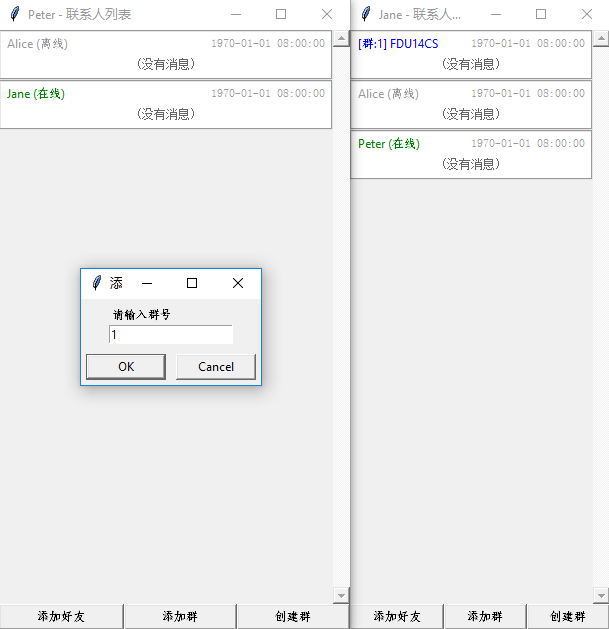 Peter - 联系人列表
Alice (离线) 1970-01-01 08:00:00
(没有消息)
Jane (在线) 1970-01-01 08:00:00
(没有消息)
添
请输入群号
1
OK Cancel
添加好友 添加群 创建群
Jane - 联系人...
[群:1] FDU14CS 1970-01-01 08:00:00
(没有消息)
Alice (离线) 1970-01-01 08:00:00
(没有消息)
Peter (在线) 1970-01-01 08:00:00
(没有消息)
添加好友 添加群 创建群